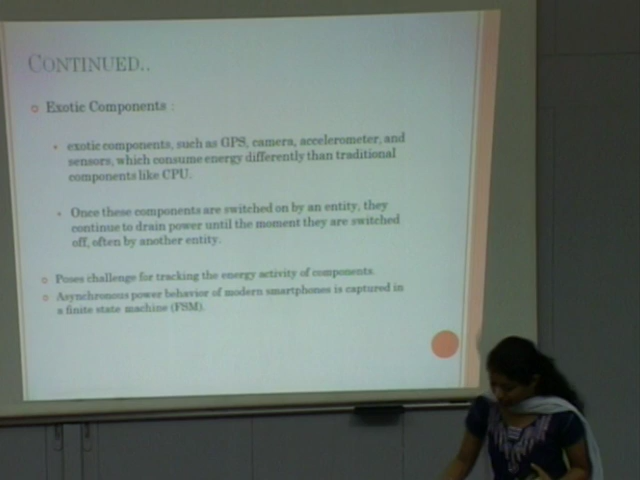 CONTINUED..
Exotic Components :
exotic components, such as GPS, camera, accelerometer, and
sensors, which consume energy differently than traditional
components like CPU.
Once these components are switched on by an entity, they
continue to drain power until the moment they are switched
off, often by another entity.
Poses challenge for tracking the energy activity of components
Asynchronous power behavior of modern smartphones is captured in
a finite state machine (FSM).